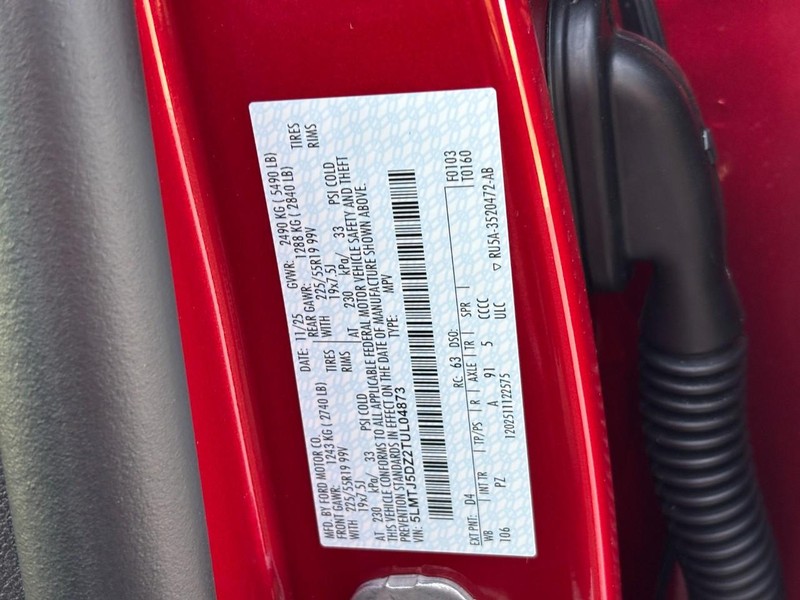 MFD. BY FORD MOTOR CO. DATE: 11/25 GVWR: 2490 KG ( 5490 LB)
FRONT GAWR: 1243 KG ( 2740 LB) REAR GAWR: 1288 KG ( 2840 LB)
WITH 225/55R19 99V TIRES WITH 225/55R19 99V TIRES
19x7.5J RIMS 19x7.5J RIMS
AT 230 kPa/ 33 PSI COLD AT 230 kPa/ 33 PSI COLD
THIS VEHICLE CONFORMS TO ALL APPLICABLE FEDERAL MOTOR VEHICLE SAFETY AND THEFT
PREVENTION STANDARDS IN EFFECT ON THE DATE OF MANUFACTURE SHOWN ABOVE.
VIN: 5LMTJ5DZ2TUL04873 TYPE: MPV
F0103
T0160
EXT PNT: D4 RC: 63 DSO:
WB INT TR TP/PS R AXLE TR SPR
106 PZ A 91 5 CCCC
1202511122575 ULC ▽ RU5A-3520472-AB